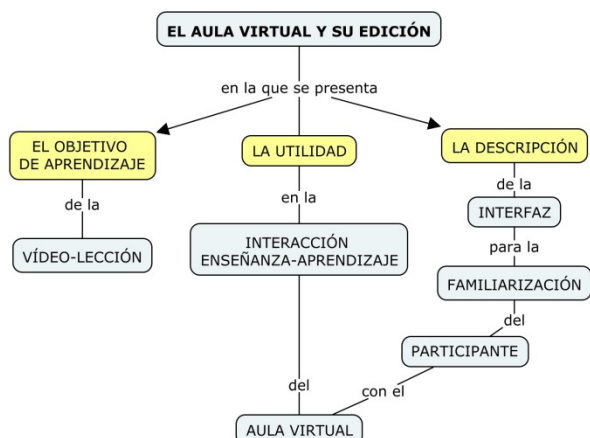 EL AULA VIRTUAL Y SU EDICIÓN
en la que se presenta
EL OBJETIVO
DE APRENDIZAJE
LA UTILIDAD
LA DESCRIPCIÓN
de la
en la
de la
VÍDEO-LECCIÓN
INTERACCIÓN
ENSEÑANZA-APRENDIZAJE
INTERFAZ
para la
FAMILIARIZACIÓN
del
PARTICIPANTE
del
con el
AULA VIRTUAL